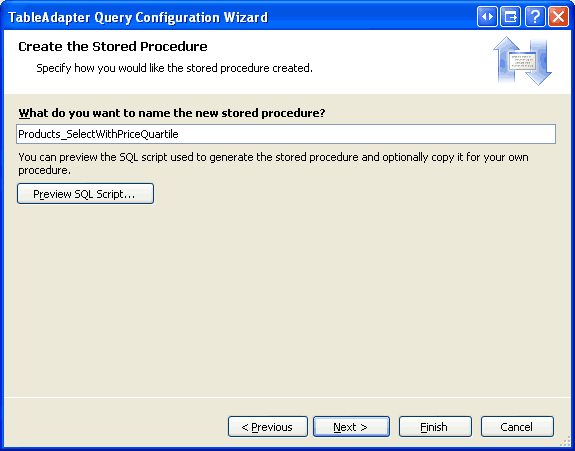 TableAdapter Query Configuration Wizard
Create the Stored Procedure
Specify how you would like the stored procedure created.
What do you want to name the new stored procedure?
Products_SelectWithPriceQuartile
You can preview the SQL script used to generate the stored procedure and optionally copy it for your own
procedure.
Preview SQL Script...
< Previous
Next >
Finish
Cancel